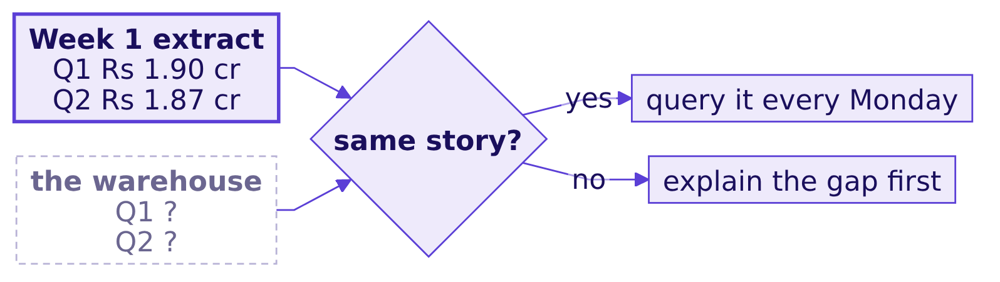 Week 1 extract
Q1 Rs 1.90 cr
Q2 Rs 1.87 cr
the warehouse
Q1 ?
Q2 ?
same story?
yes
query it every Monday
no
explain the gap first